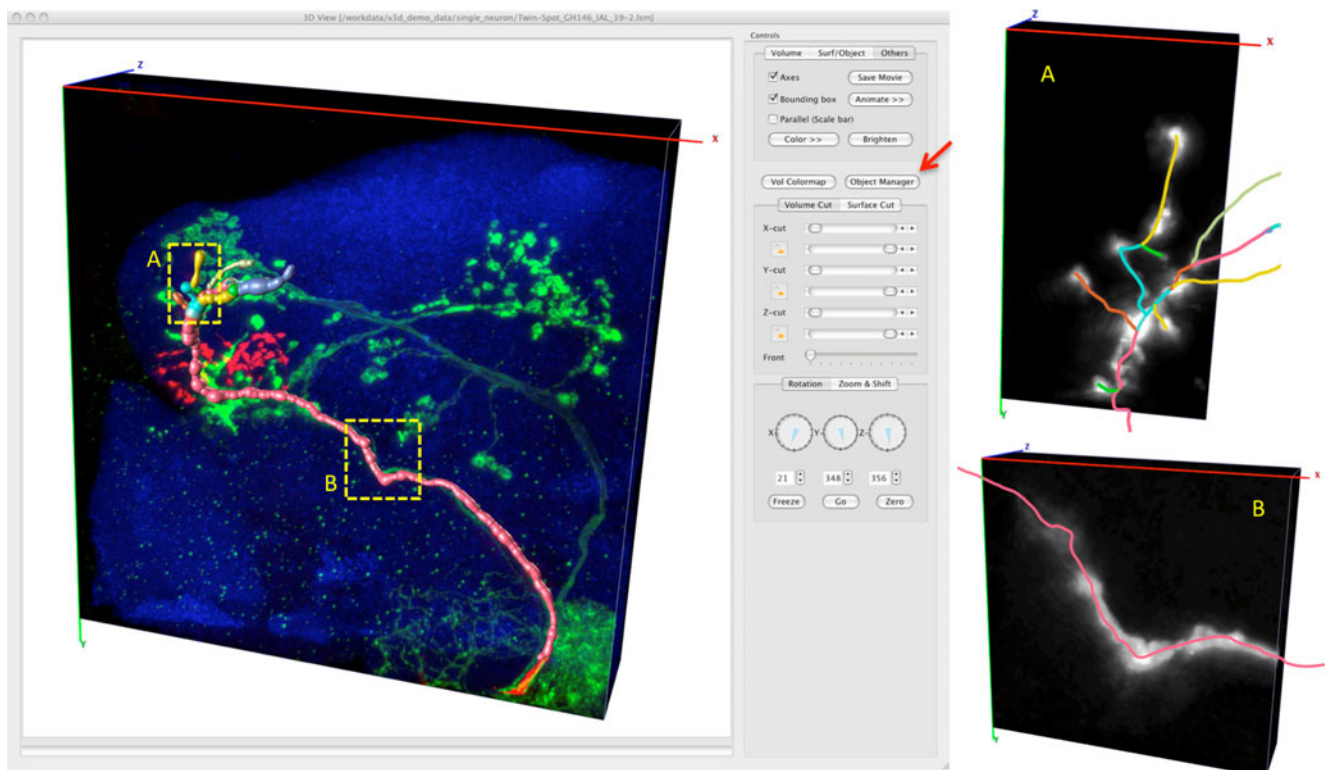 3D View [/workdata/v3d_demo_data/single_neuron/Twin-Spot_GH146_IAL_39-2.lsm]
Z
X
A
B
Y
Controls
Volume Surf/Object Others
Axes Save Movie
Bounding box Animate >>
Parallel (Scale bar)
Color >> Brighten
Vol Colormap Object Manager
Volume Cut Surface Cut
X-cut
Y-cut
Z-cut
Front
Rotation Zoom & Shift
X- Y- Z-
21 348 356
Freeze Go Zero
Z
X
A
Y
Z
X
B
Y